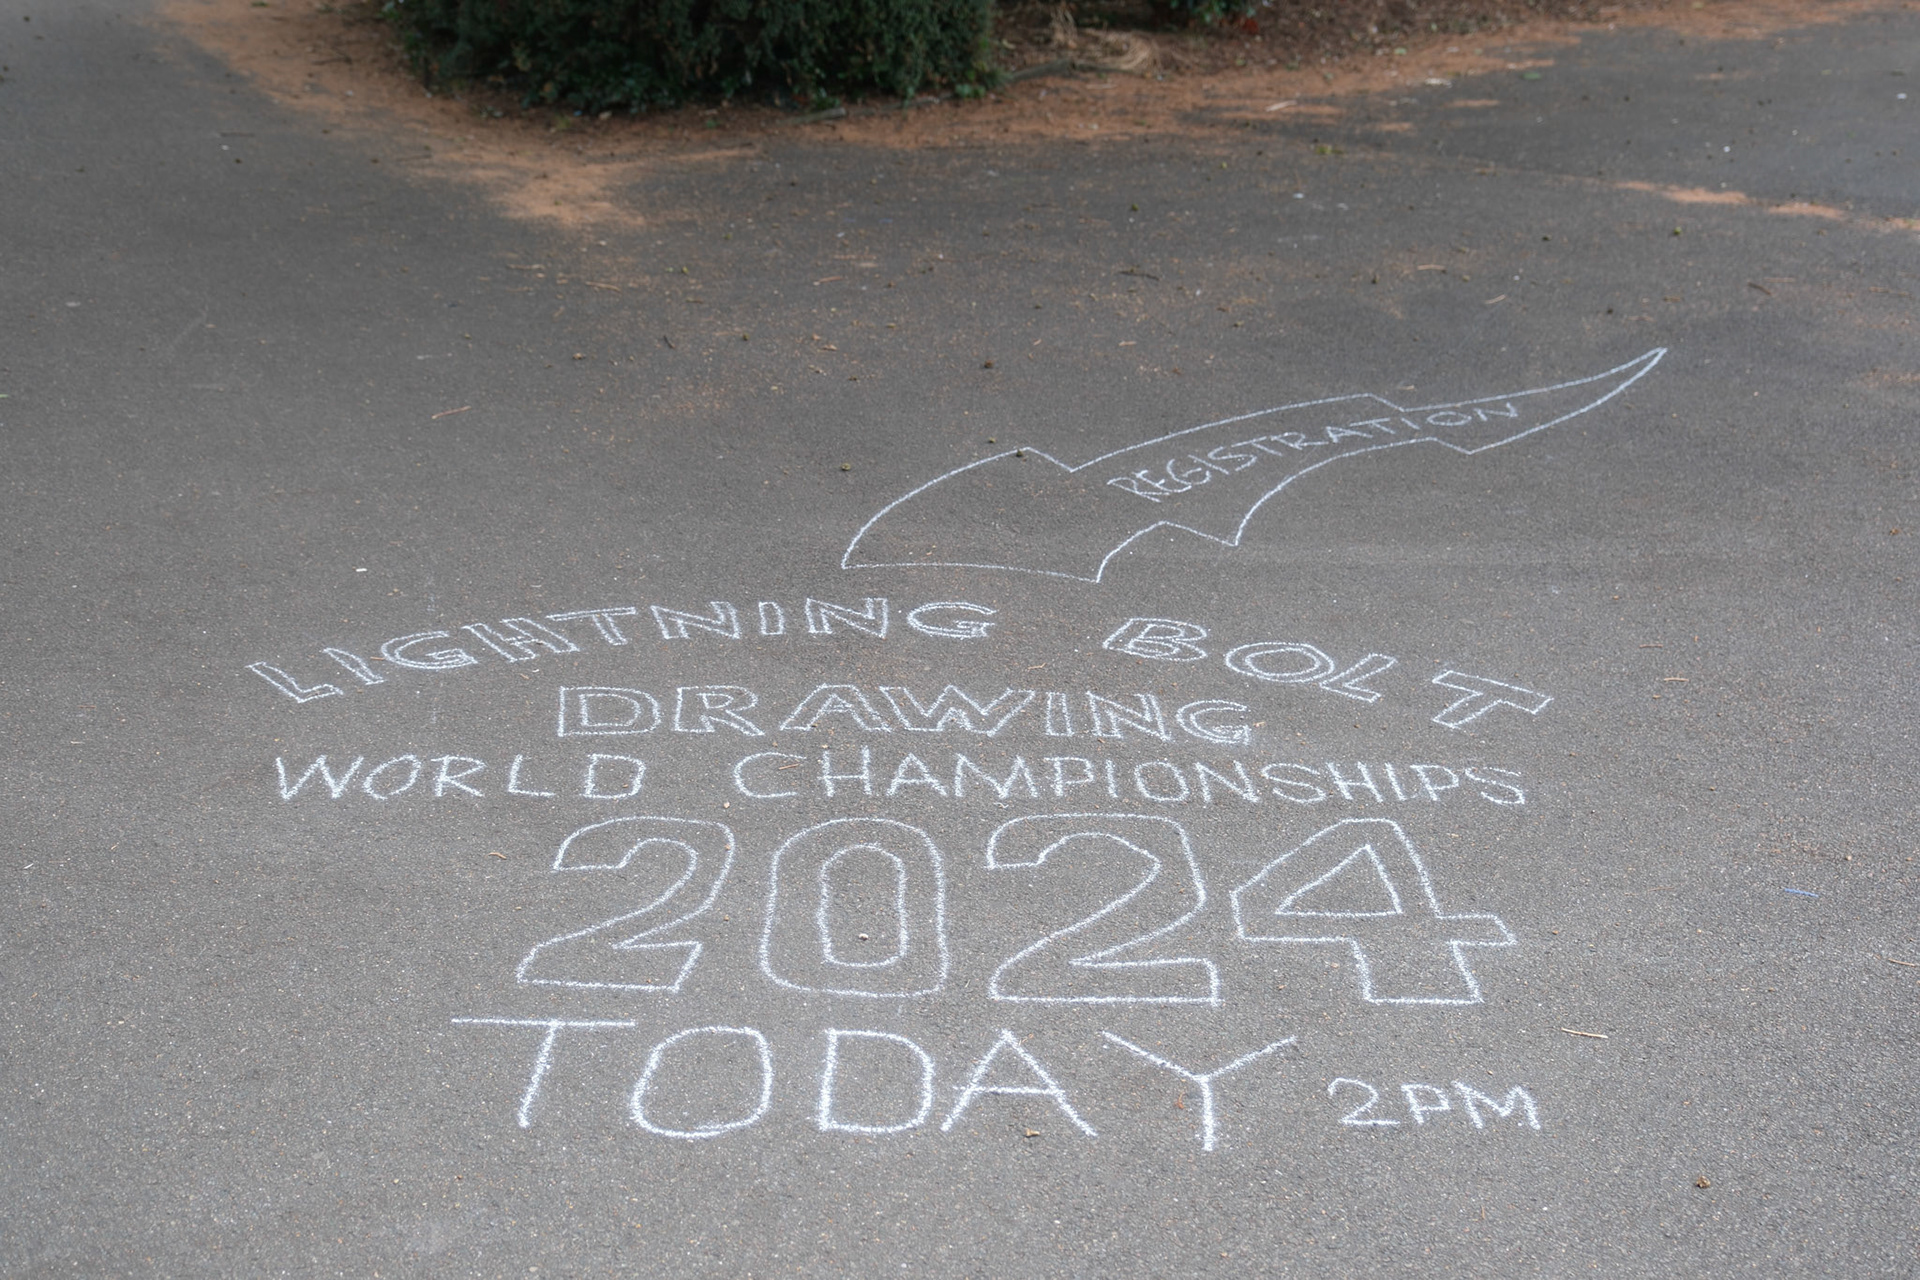 REGISTRATION
LIGHTNING BOLT
DRAWING
WORLD CHAMPIONSHIPS
2024
TODAY 2PM